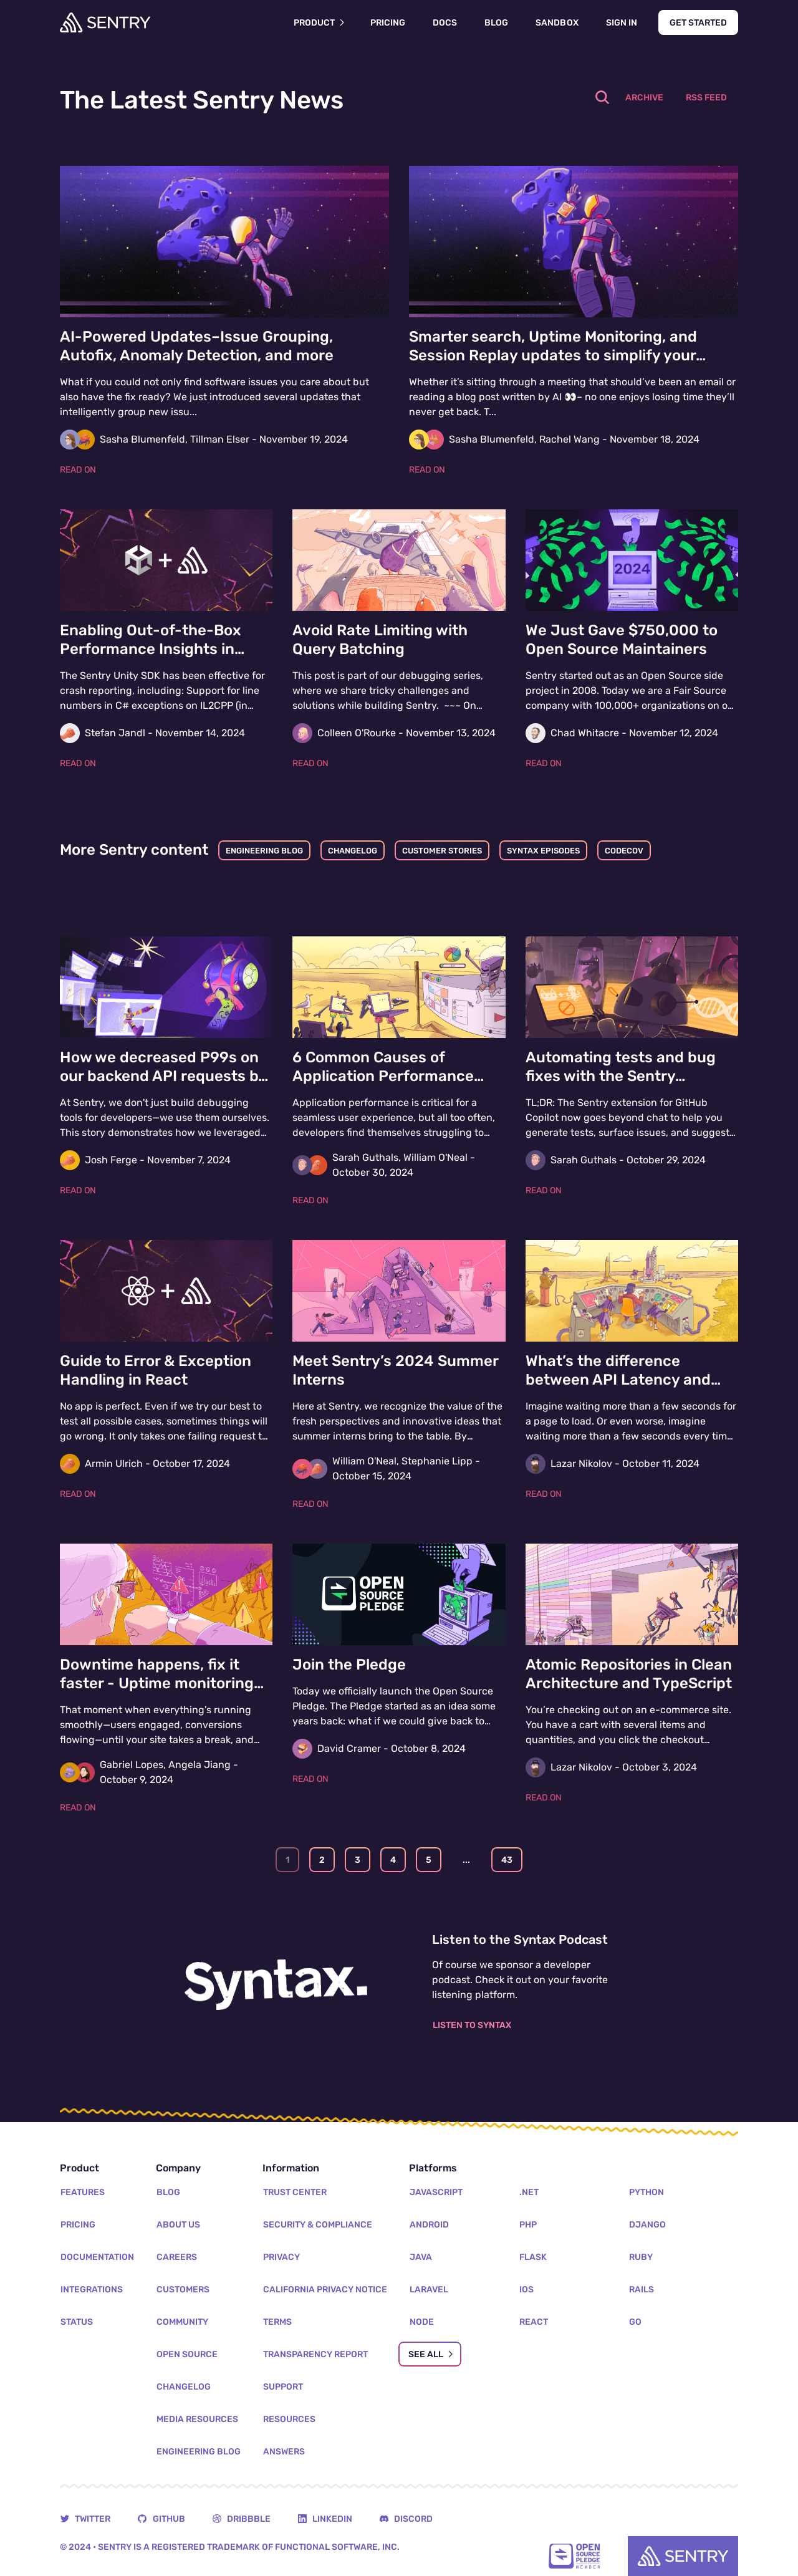 SENTRY
PRODUCT
PRICING
DOCS
BLOG
SANDBOX
SIGN IN
GET STARTED
The Latest Sentry News
ARCHIVE
RSS FEED
AI-Powered Updates–Issue Grouping,
Autofix, Anomaly Detection, and more
What if you could not only find software issues you care about but
also have the fix ready? We just introduced several updates that
intelligently group new issu...
Sasha Blumenfeld, Tillman Elser - November 19, 2024
READ ON
Smarter search, Uptime Monitoring, and
Session Replay updates to simplify your…
Whether it’s sitting through a meeting that should’ve been an email or
reading a blog post written by AI 👀– no one enjoys losing time they’ll
never get back. T...
Sasha Blumenfeld, Rachel Wang - November 18, 2024
READ ON
Enabling Out-of-the-Box
Performance Insights in…
The Sentry Unity SDK has been effective for
crash reporting, including: Support for line
numbers in C# exceptions on IL2CPP (in…
Stefan Jandl - November 14, 2024
READ ON
Avoid Rate Limiting with
Query Batching
This post is part of our debugging series,
where we share tricky challenges and
solutions while building Sentry.  ~~~ On…
Colleen O'Rourke - November 13, 2024
READ ON
2024
We Just Gave $750,000 to
Open Source Maintainers
Sentry started out as an Open Source side
project in 2008. Today we are a Fair Source
company with 100,000+ organizations on o…
Chad Whitacre - November 12, 2024
READ ON
More Sentry content
ENGINEERING BLOG
CHANGELOG
CUSTOMER STORIES
SYNTAX EPISODES
CODECOV
How we decreased P99s on
our backend API requests b…
At Sentry, we don't just build debugging
tools for developers—we use them ourselves.
This story demonstrates how we leveraged…
Josh Ferge - November 7, 2024
READ ON
6 Common Causes of
Application Performance…
Application performance is critical for a
seamless user experience, but all too often,
developers find themselves struggling to…
Sarah Guthals, William O'Neal -
October 30, 2024
READ ON
Automating tests and bug
fixes with the Sentry…
TL;DR: The Sentry extension for GitHub
Copilot now goes beyond chat to help you
generate tests, surface issues, and suggest…
Sarah Guthals - October 29, 2024
READ ON
Guide to Error & Exception
Handling in React
No app is perfect. Even if we try our best to
test all possible cases, sometimes things will
go wrong. It only takes one failing request t…
Armin Ulrich - October 17, 2024
READ ON
Meet Sentry’s 2024 Summer
Interns
Here at Sentry, we recognize the value of the
fresh perspectives and innovative ideas that
summer interns bring to the table. By…
William O'Neal, Stephanie Lipp -
October 15, 2024
READ ON
What’s the difference
between API Latency and…
Imagine waiting more than a few seconds for
a page to load. Or even worse, imagine
waiting more than a few seconds every tim…
Lazar Nikolov - October 11, 2024
READ ON
Downtime happens, fix it
faster - Uptime monitoring…
That moment when everything’s running
smoothly—users engaged, conversions
flowing—until your site takes a break, and…
Gabriel Lopes, Angela Jiang -
October 9, 2024
READ ON
OPEN
SOURCE
PLEDGE
Join the Pledge
Today we officially launch the Open Source
Pledge. The Pledge started as an idea some
years back: what if we could give back to…
David Cramer - October 8, 2024
READ ON
Atomic Repositories in Clean
Architecture and TypeScript
You’re checking out on an e-commerce site.
You have a cart with several items and
quantities, and you click the checkout…
Lazar Nikolov - October 3, 2024
READ ON
1
2
3
4
5
...
43
Syntax.
Listen to the Syntax Podcast
Of course we sponsor a developer
podcast. Check it out on your favorite
listening platform.
LISTEN TO SYNTAX
Product
FEATURES
PRICING
DOCUMENTATION
INTEGRATIONS
STATUS
Company
BLOG
ABOUT US
CAREERS
CUSTOMERS
COMMUNITY
OPEN SOURCE
CHANGELOG
MEDIA RESOURCES
ENGINEERING BLOG
Information
TRUST CENTER
SECURITY & COMPLIANCE
PRIVACY
CALIFORNIA PRIVACY NOTICE
TERMS
TRANSPARENCY REPORT
SUPPORT
RESOURCES
ANSWERS
Platforms
JAVASCRIPT
ANDROID
JAVA
LARAVEL
NODE
SEE ALL
.NET
PHP
FLASK
IOS
REACT
PYTHON
DJANGO
RUBY
RAILS
GO
TWITTER
GITHUB
DRIBBBLE
LINKEDIN
DISCORD
© 2024 • SENTRY IS A REGISTERED TRADEMARK OF FUNCTIONAL SOFTWARE, INC.
OPEN
SOURCE
PLEDGE
MEMBER
SENTRY